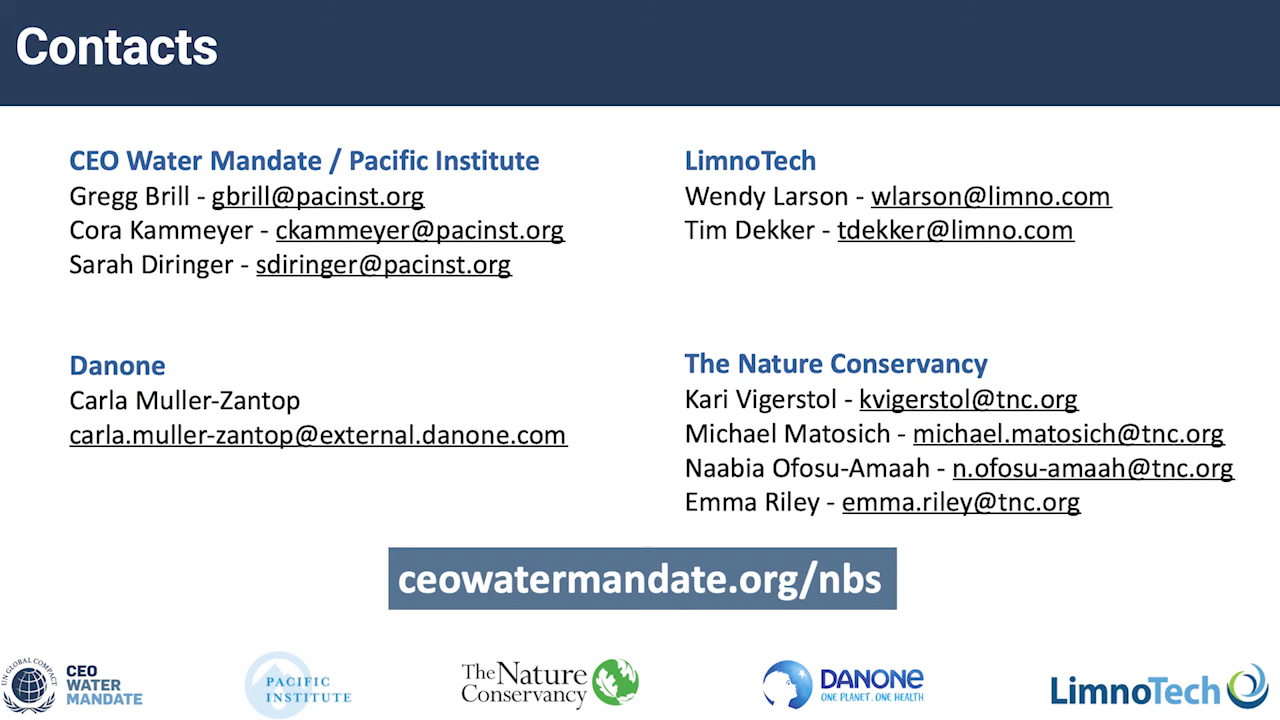 Contacts
CEO Water Mandate / Pacific Institute
Gregg Brill - gbrill@pacinst.org
Cora Kammeyer - ckammeyer@pacinst.org
Sarah Diringer - sdiringer@pacinst.org
LimnoTech
Wendy Larson - wlarson@limno.com
Tim Dekker - tdekker@limno.com
Danone
Carla Muller-Zantop
carla.muller-zantop@external.danone.com
The Nature Conservancy
Kari Vigerstol - kvigerstol@tnc.org
Michael Matosich - michael.matosich@tnc.org
Naabia Ofosu-Amaah - n.ofosu-amaah@tnc.org
Emma Riley - emma.riley@tnc.org
ceowatermandate.org/nbs
UN GLOBAL COMPACT
CEO
WATER
MANDATE
PACIFIC
INSTITUTE
The Nature
Conservancy
DANONE
ONE PLANET. ONE HEALTH
LimnoTech